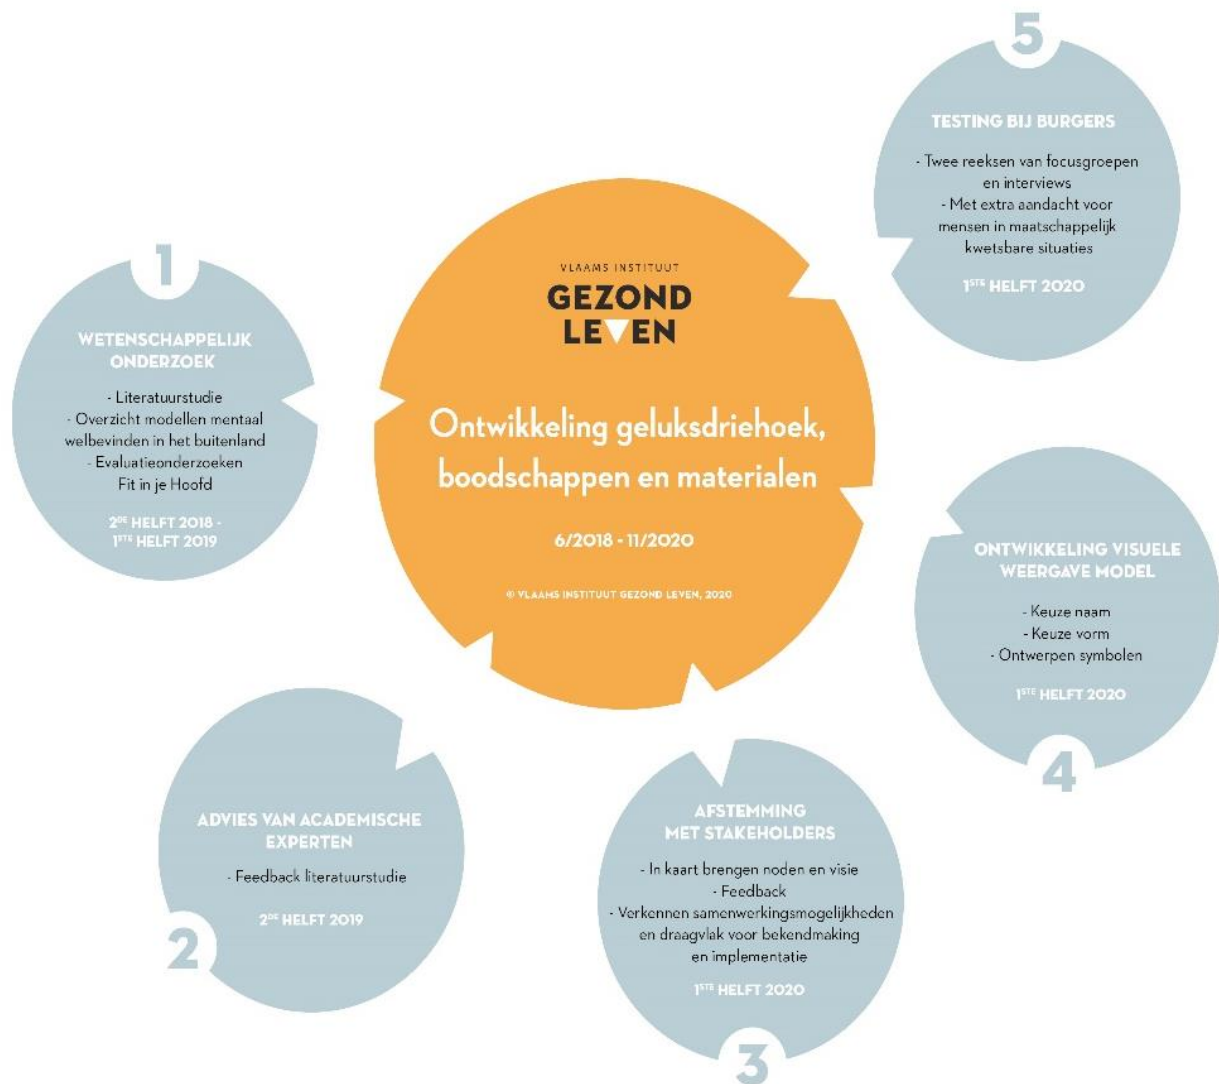 VLAAMS INSTITUUT
GEZOND
LEVEN
Ontwikkeling geluksdriehoek,
boodschappen en materialen
6/2018 - 11/2020
© VLAAMS INSTITUUT GEZOND LEVEN, 2020
1
WETENSCHAPPELIJK
ONDERZOEK
- Literatuurstudie
- Overzicht modellen mentaal
welbevinden in het buitenland
- Evaluatieonderzoeken
Fit in je Hoofd
2DE HELFT 2018 -
1STE HELFT 2019
2
ADVIES VAN ACADEMISCHE
EXPERTEN
- Feedback literatuurstudie
2DE HELFT 2019
3
AFSTEMMING
MET STAKEHOLDERS
- In kaart brengen noden en visie
- Feedback
- Verkennen samenwerkingsmogelijkheden
en draagvlak voor bekendmaking
en implementatie
1STE HELFT 2020
4
ONTWIKKELING VISUELE
WEERGAVE MODEL
- Keuze naam
- Keuze vorm
- Ontwerpen symbolen
1STE HELFT 2020
5
TESTING BIJ BURGERS
- Twee reeksen van focusgroepen
en interviews
- Met extra aandacht voor
mensen in maatschappelijk
kwetsbare situaties
1STE HELFT 2020